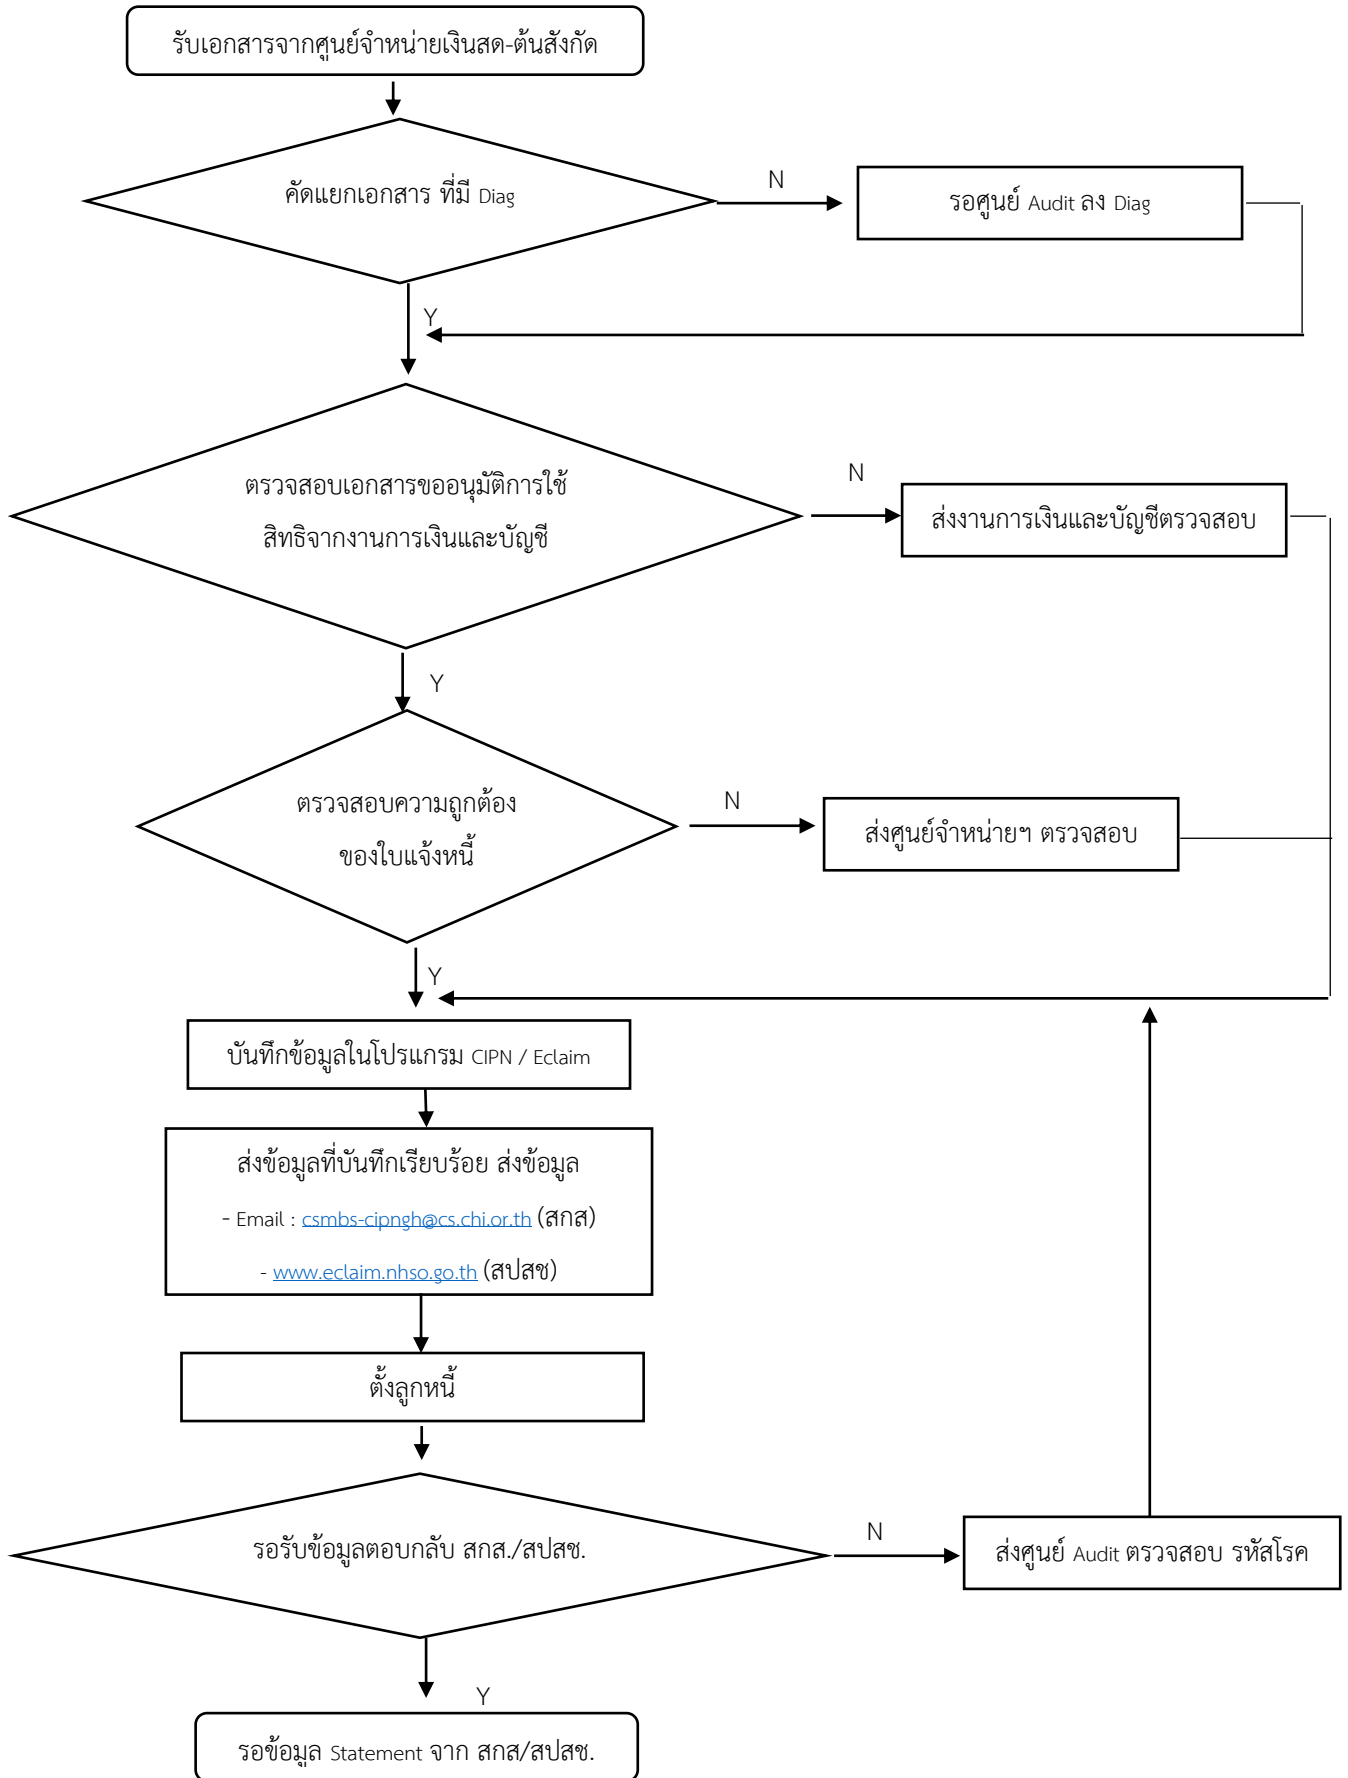 รับเอกสารจากศูนย์จำหน่ายเงินสด-ต้นสังกัด
คัดแยกเอกสาร ที่มี Diag
N
รอศูนย์ Audit ลง Diag
Y
ตรวจสอบเอกสารขออนุมัติการใช้
สิทธิจากงานการเงินและบัญชี
N
ส่งงานการเงินและบัญชีตรวจสอบ
Y
ตรวจสอบความถูกต้อง
ของใบแจ้งหนี้
N
ส่งศูนย์จำหน่ายฯ ตรวจสอบ
Y
บันทึกข้อมูลในโปรแกรม CIPN / Eclaim
ส่งข้อมูลที่บันทึกเรียบร้อย ส่งข้อมูล
- Email : csmbs-cipngh@cs.chi.or.th (สกส)
- www.eclaim.nhso.go.th (สปสช)
ตั้งลูกหนี้
รอรับข้อมูลตอบกลับ สกส./สปสช.
N
ส่งศูนย์ Audit ตรวจสอบ รหัสโรค
Y
รอข้อมูล Statement จาก สกส/สปสช.